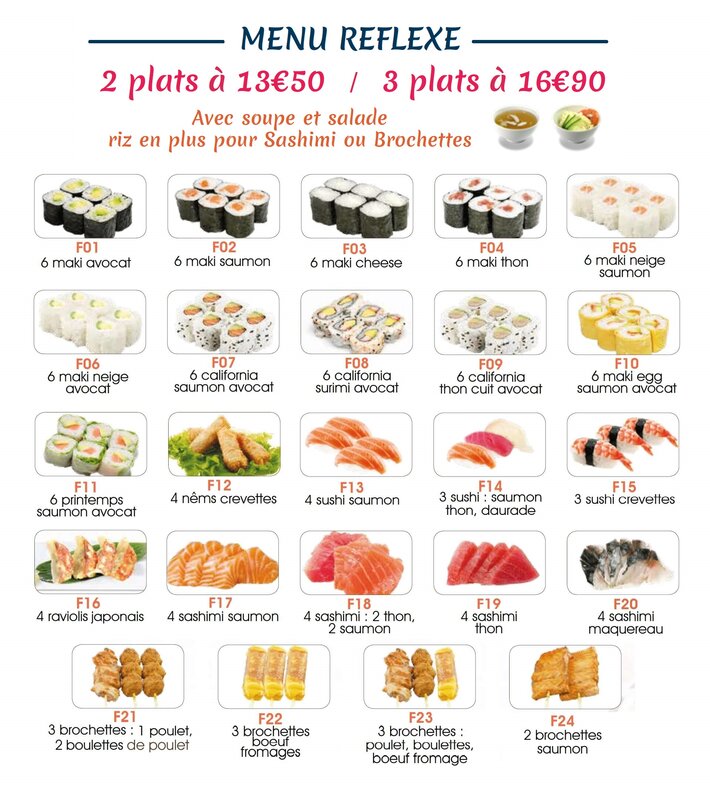 MENU REFLEXE
2 plats à 13€50 / 3 plats à 16€90
Avec soupe et salade
riz en plus pour Sashimi ou Brochettes
F01
6 maki avocat
F02
6 maki saumon
F03
6 maki cheese
F04
6 maki thon
F05
6 maki neige
saumon
F06
6 maki neige
avocat
F07
6 california
saumon avocat
F08
6 california
surimi avocat
F09
6 california
thon cuit avocat
F10
6 maki egg
saumon avocat
F11
6 printemps
saumon avocat
F12
4 nêms crevettes
F13
4 sushi saumon
F14
3 sushi : saumon
thon, daurade
F15
3 sushi crevettes
F16
4 raviolis japonais
F17
4 sashimi saumon
F18
4 sashimi : 2 thon,
2 saumon
F19
4 sashimi
thon
F20
4 sashimi
maquereau
F21
3 brochettes : 1 poulet,
2 boulettes de poulet
F22
3 brochettes
boeuf
fromages
F23
3 brochettes :
poulet, boulettes,
boeuf fromage
F24
2 brochettes
saumon